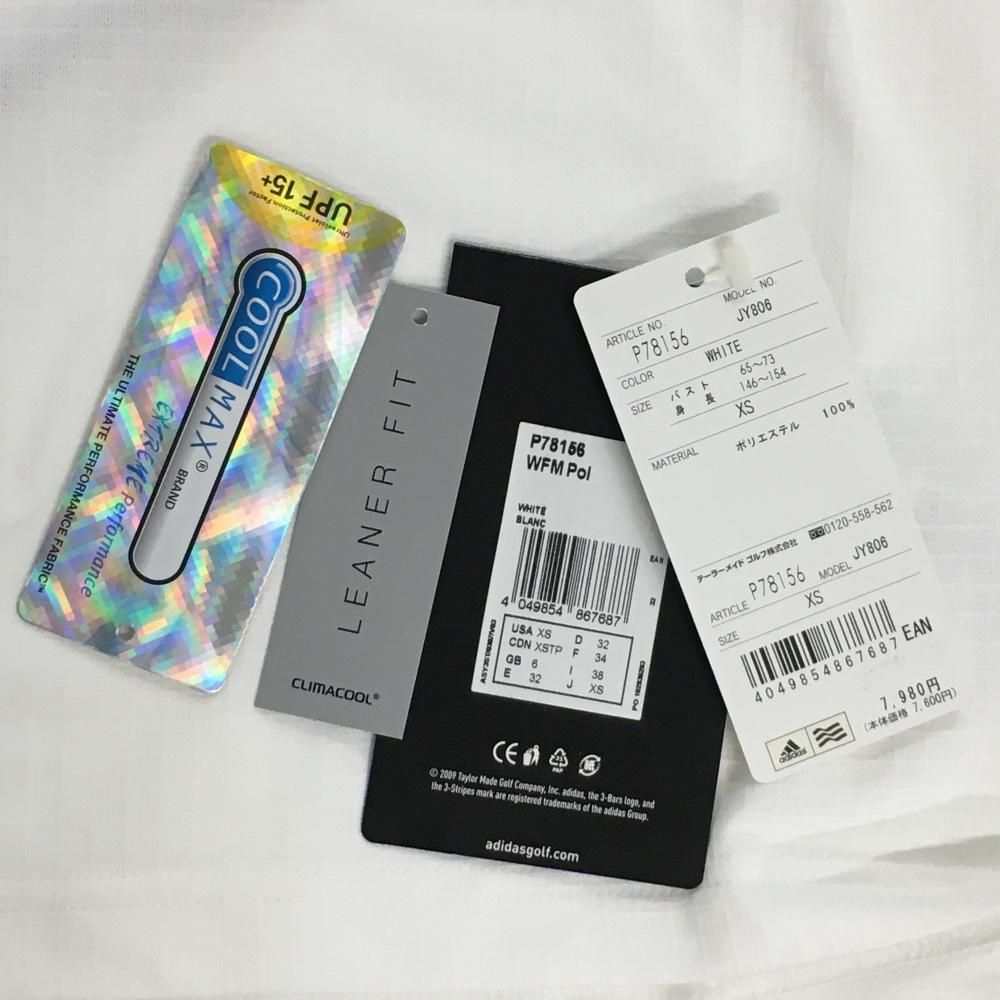 UPF 15+
Ultraviolet Protection Factor
COOLMAX® BRAND
EXTREME Performance
THE ULTIMATE PERFORMANCE FABRIC™
LEANER FIT
CLIMACOOL®
P78156
WFM Pol
WHITE
BLANC
EAN
4 049854 867687
USA XS D 32
CDN XSTP F 34
GB 6 I 38
E 32 J XS
CE
PAP
紙
© 2009 Taylor Made Golf Company, Inc. adidas, the 3-Bars logo, and
the 3-Stripes mark are registered trademarks of the adidas Group.
adidasgolf.com
ARTICLE NO. MODEL NO.
P78156 JY806
COLOR WHITE
SIZE バスト 65～73
身長 146～154
XS
MATERIAL ポリエステル 100%
テーラーメイド ゴルフ株式会社 0120-558-562
ARTICLE P78156 MODEL JY806
SIZE XS
EAN
4049854867687
7,980円
(本体価格 7,600円)
adidas